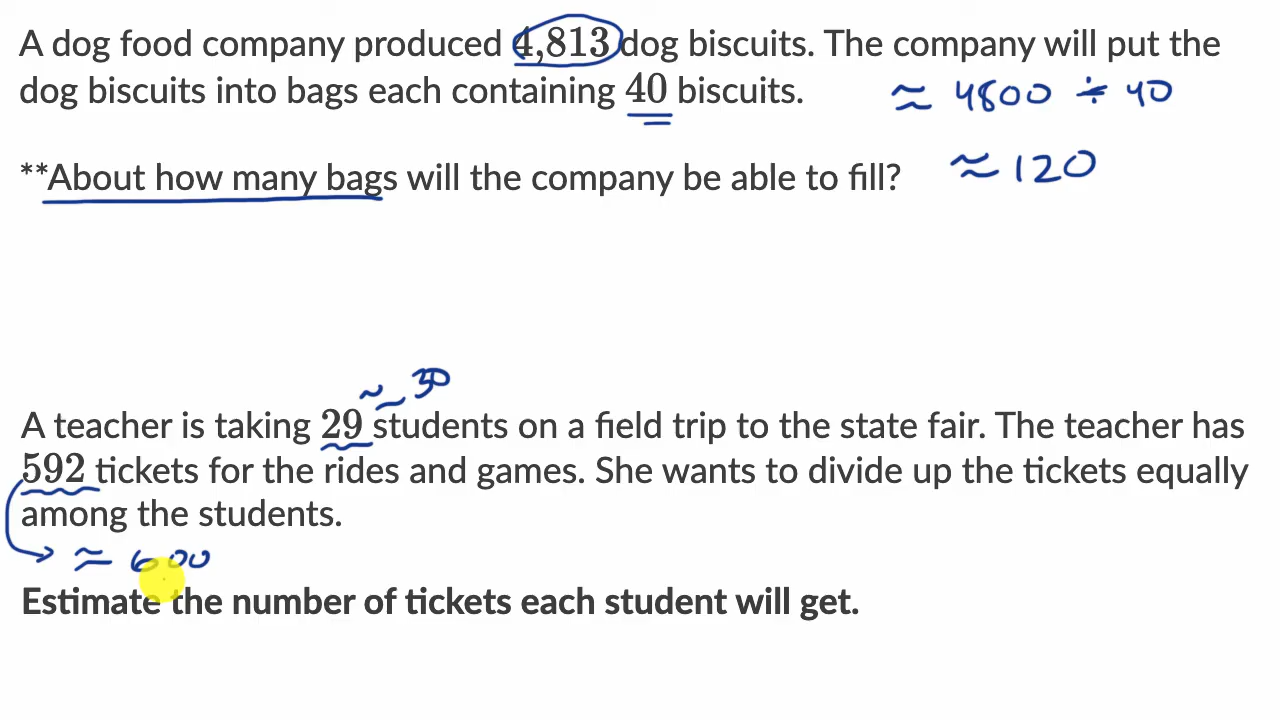 A dog food company produced 4,813 dog biscuits. The company will put the
dog biscuits into bags each containing 40 biscuits.
≈ 4800 ÷ 40
**About how many bags will the company be able to fill?
≈ 120
≈ 30
A teacher is taking 29 students on a field trip to the state fair. The teacher has
592 tickets for the rides and games. She wants to divide up the tickets equally
among the students.
≈ 600
Estimate the number of tickets each student will get.